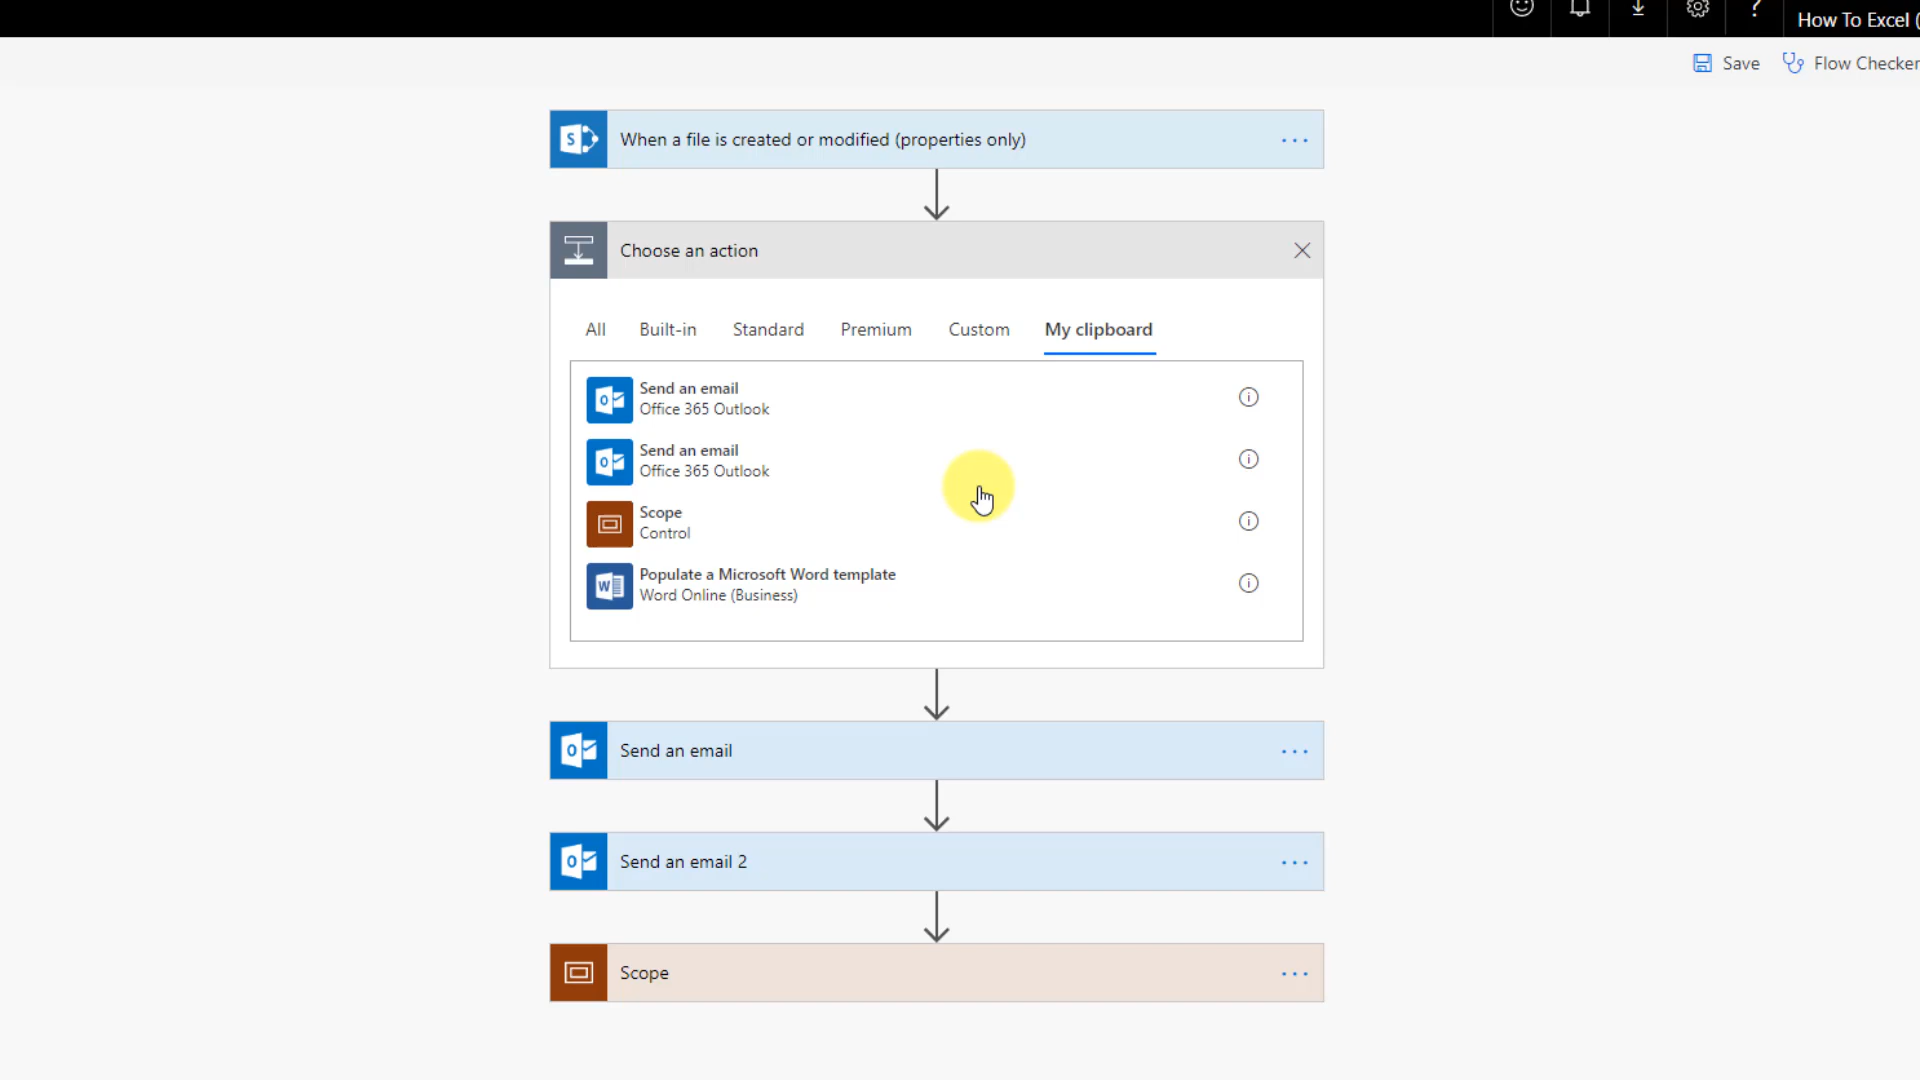 How To Excel (
Save
Flow Checker
When a file is created or modified (properties only)
Choose an action
All Built-in Standard Premium Custom My clipboard
Send an email
Office 365 Outlook
Send an email
Office 365 Outlook
Scope
Control
Populate a Microsoft Word template
Word Online (Business)
Send an email
Send an email 2
Scope